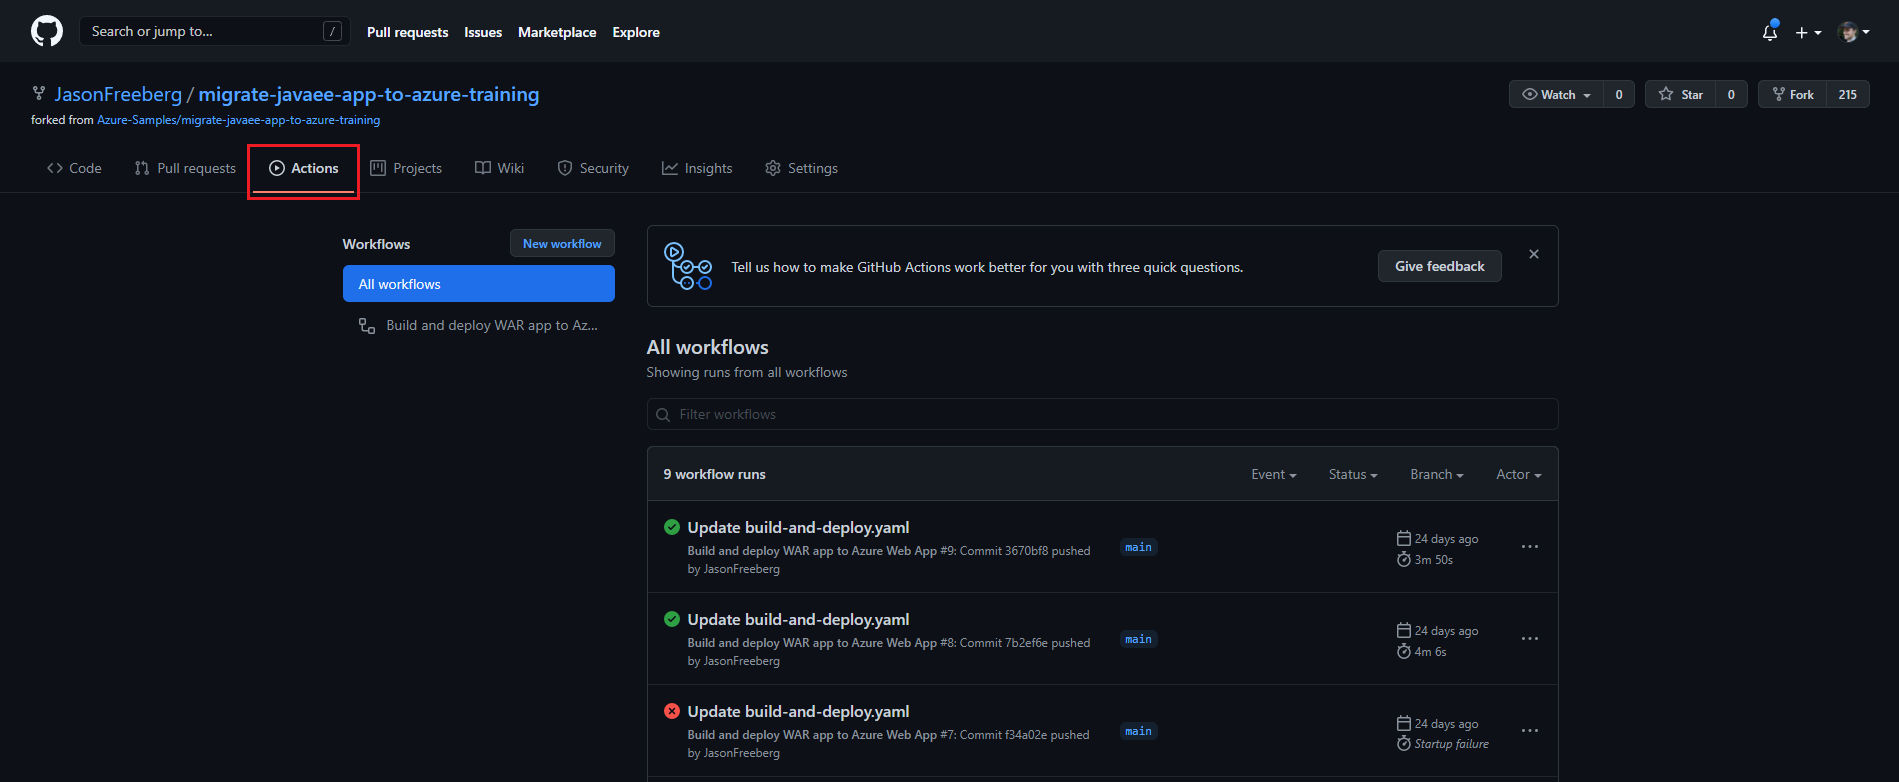 Search or jump to... /
Pull requests Issues Marketplace Explore
JasonFreeberg / migrate-javaee-app-to-azure-training
forked from Azure-Samples/migrate-javaee-app-to-azure-training
Watch 0 Star 0 Fork 215
Code Pull requests Actions Projects Wiki Security Insights Settings
Workflows New workflow
All workflows
Build and deploy WAR app to Az...
Tell us how to make GitHub Actions work better for you with three quick questions. Give feedback
All workflows
Showing runs from all workflows
Filter workflows
9 workflow runs Event Status Branch Actor
Update build-and-deploy.yaml
Build and deploy WAR app to Azure Web App #9: Commit 3670bf8 pushed
by JasonFreeberg
main
24 days ago
3m 50s
Update build-and-deploy.yaml
Build and deploy WAR app to Azure Web App #8: Commit 7b2ef6e pushed
by JasonFreeberg
main
24 days ago
4m 6s
Update build-and-deploy.yaml
Build and deploy WAR app to Azure Web App #7: Commit f34a02e pushed
by JasonFreeberg
main
24 days ago
Startup failure